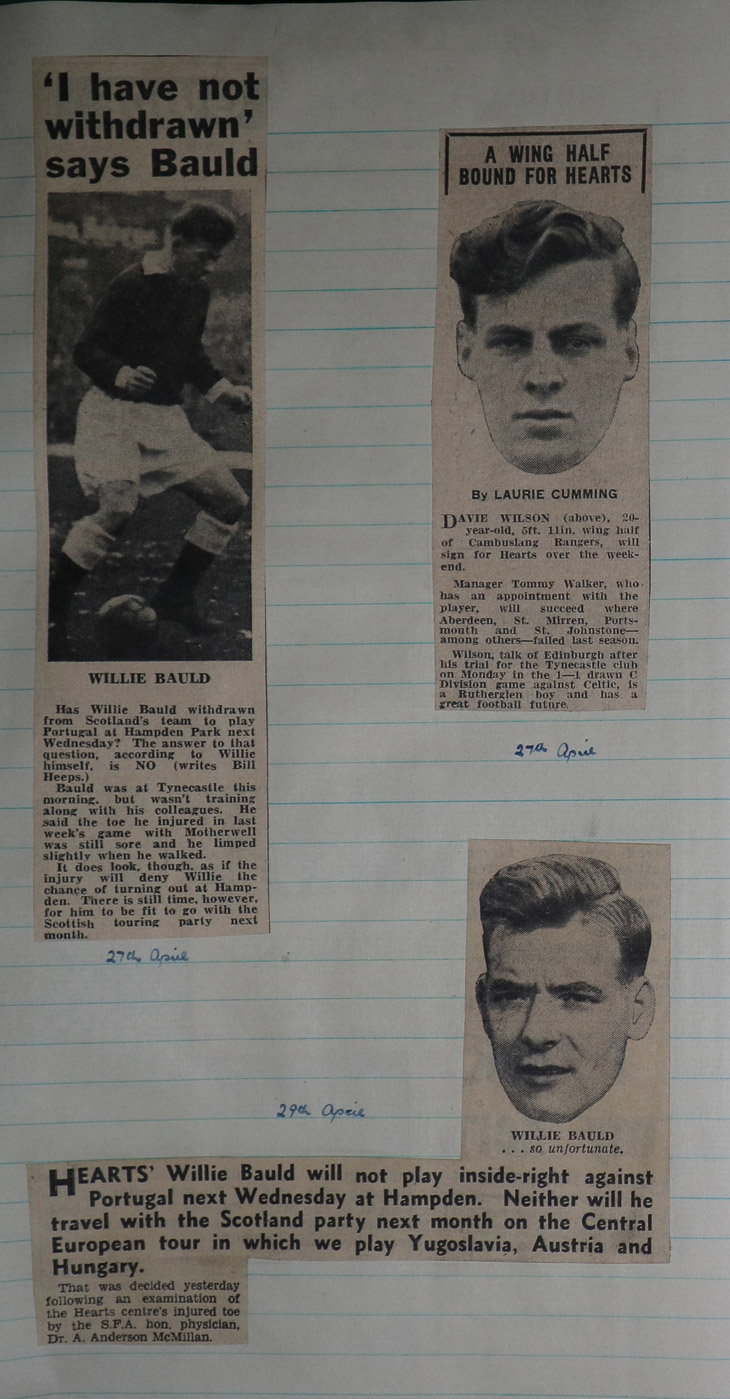 ‘I have not
withdrawn’
says Bauld
WILLIE BAULD
Has Willie Bauld withdrawn
from Scotland's team to play
Portugal at Hampden Park next
Wednesday? The answer to that
question, according to Willie
himself, is NO (writes Bill
Heeps.)
Bauld was at Tynecastle this
morning, but wasn't training
along with his colleagues. He
said the toe he injured in last
week's game with Motherwell
was still sore and he limped
slightly when he walked.
It does look, though, as if the
injury will deny Willie the
chance of turning out at Hamp-
den. There is still time, however,
for him to be fit to go with the
Scottish touring party next
month.
27th April
A WING HALF
BOUND FOR HEARTS
By LAURIE CUMMING
DAVIE WILSON (above), 20-
year-old, 5ft. 11in. wing half
of Cambuslang Rangers, will
sign for Hearts over the week-
end.
Manager Tommy Walker, who
has an appointment with the
player, will succeed where
Aberdeen, St. Mirren, Ports-
mouth and St. Johnstone—
among others—failed last season.
Wilson, talk of Edinburgh after
his trial for the Tynecastle club
on Monday in the 1—1 drawn C
Division game against Celtic, is
a Rutherglen boy and has a
great football future.
27th April
WILLIE BAULD
. . . so unfortunate.
29th April
HEARTS' Willie Bauld will not play inside-right against
Portugal next Wednesday at Hampden. Neither will he
travel with the Scotland party next month on the Central
European tour in which we play Yugoslavia, Austria and
Hungary.
That was decided yesterday
following an examination of
the Hearts centre's injured toe
by the S.F.A. hon. physician,
Dr. A. Anderson McMillan.